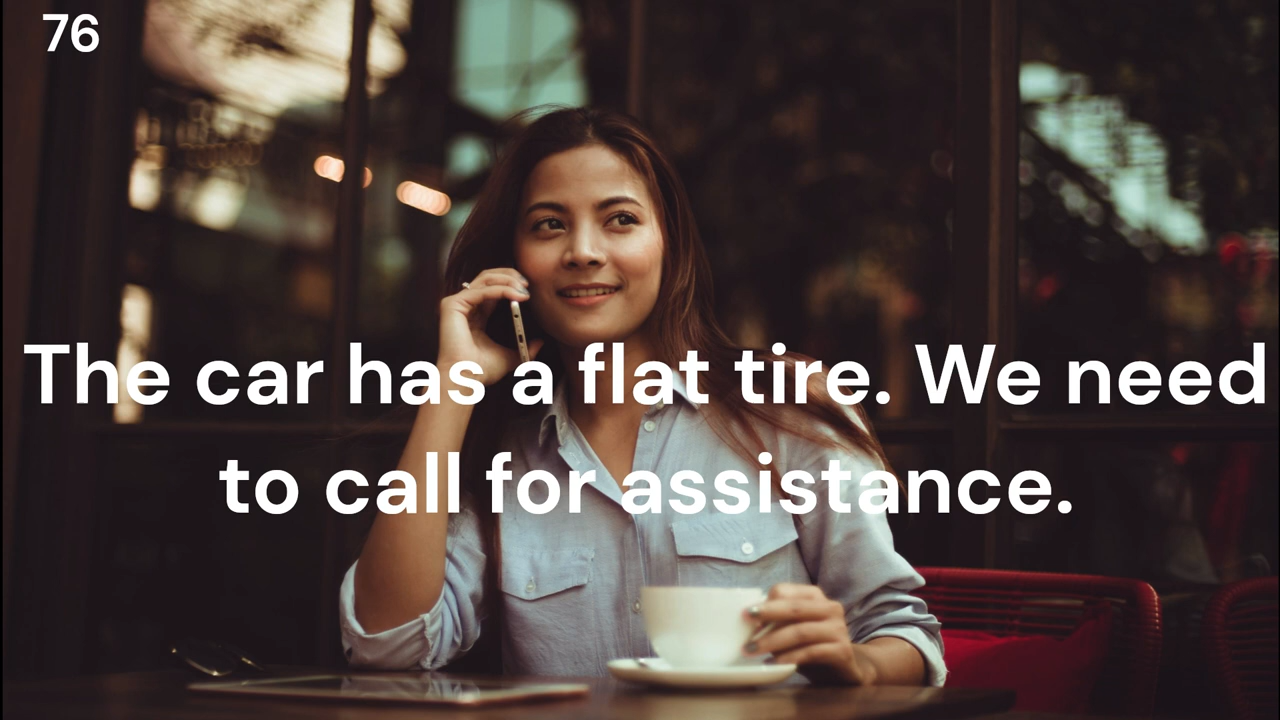 76
The car has a flat tire. We need
to call for assistance.